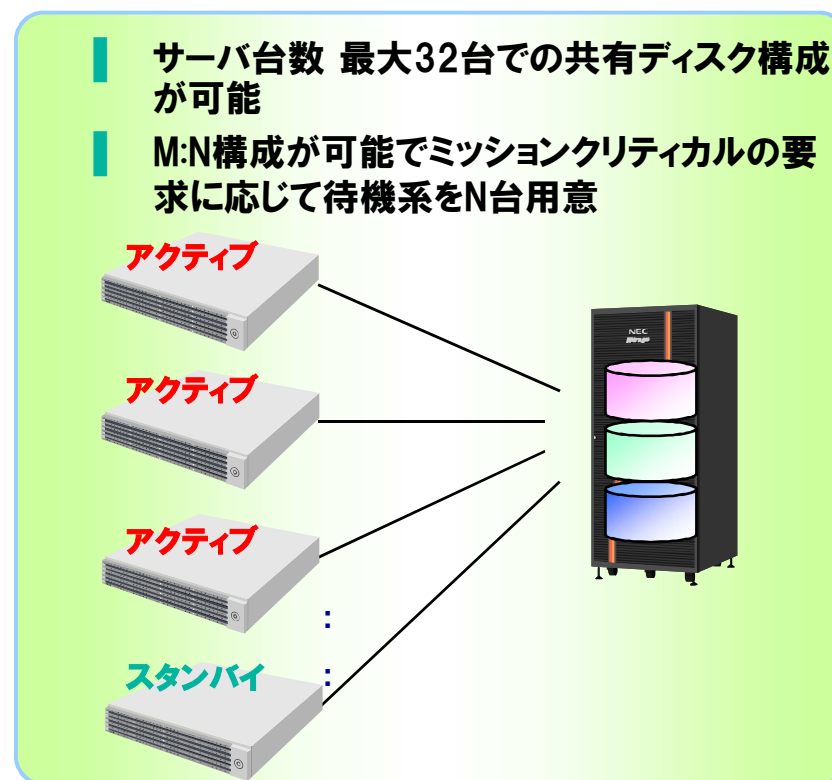 サーバ台数 最大32台での共有ディスク構成
が可能
M:N構成が可能でミッションクリティカルの要
求に応じて待機系をN台用意
アクティブ
NEC
アクティブ
アクティブ
:
スタンバイ :